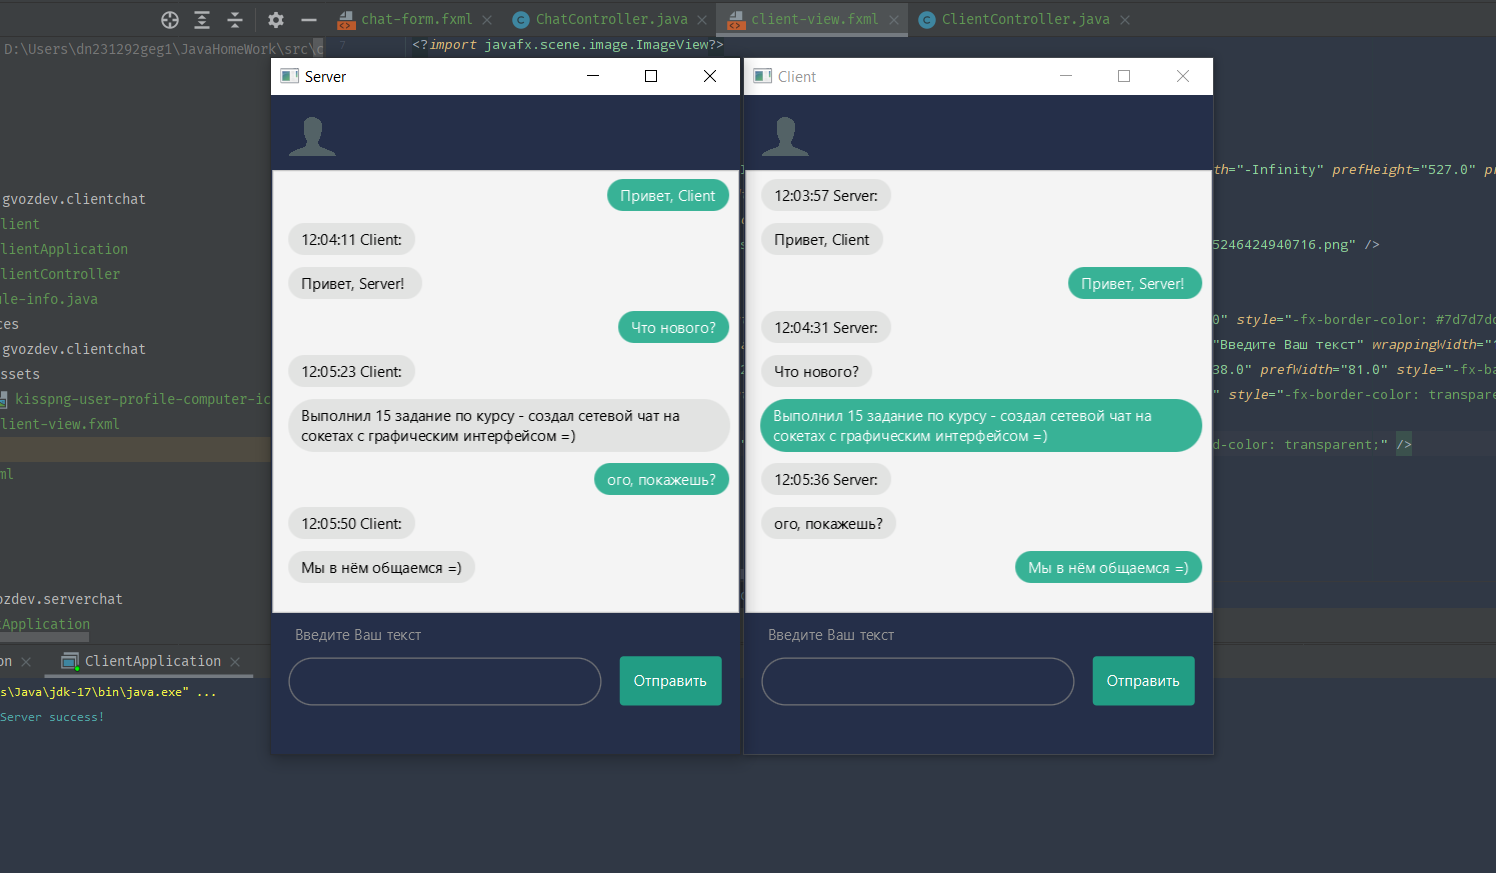 chat-form.fxml
ChatController.java
client-view.fxml
ClientController.java
D:\Users\dn231292geg1\JavaHomeWork\src\c
7
<?import javafx.scene.image.ImageView?>
Server
Client
th="-Infinity" prefHeight="527.0" pr
gvozdev.clientchat
lient
lientApplication
lientController
ule-info.java
ces
gvozdev.clientchat
ssets
kisspng-user-profile-computer-ic
lient-view.fxml
ml
ozdev.serverchat
tApplication
Привет, Client
12:04:11 Client:
Привет, Server!
Что нового?
12:05:23 Client:
Выполнил 15 задание по курсу - создал сетевой чат на
сокетах с графическим интерфейсом =)
ого, покажешь?
12:05:50 Client:
Мы в нём общаемся =)
Введите Ваш текст
Отправить
12:03:57 Server:
Привет, Client
Привет, Server!
12:04:31 Server:
Что нового?
Выполнил 15 задание по курсу - создал сетевой чат на
сокетах с графическим интерфейсом =)
12:05:36 Server:
ого, покажешь?
Мы в нём общаемся =)
Введите Ваш текст
Отправить
5246424940716.png" />
0" style="-fx-border-color: #7d7d7d
"Введите Ваш текст" wrappingWidth="
38.0" prefWidth="81.0" style="-fx-ba
" style="-fx-border-color: transpare
d-color: transparent;" />
on
ClientApplication
s\Java\jdk-17\bin\java.exe" ...
Server success!